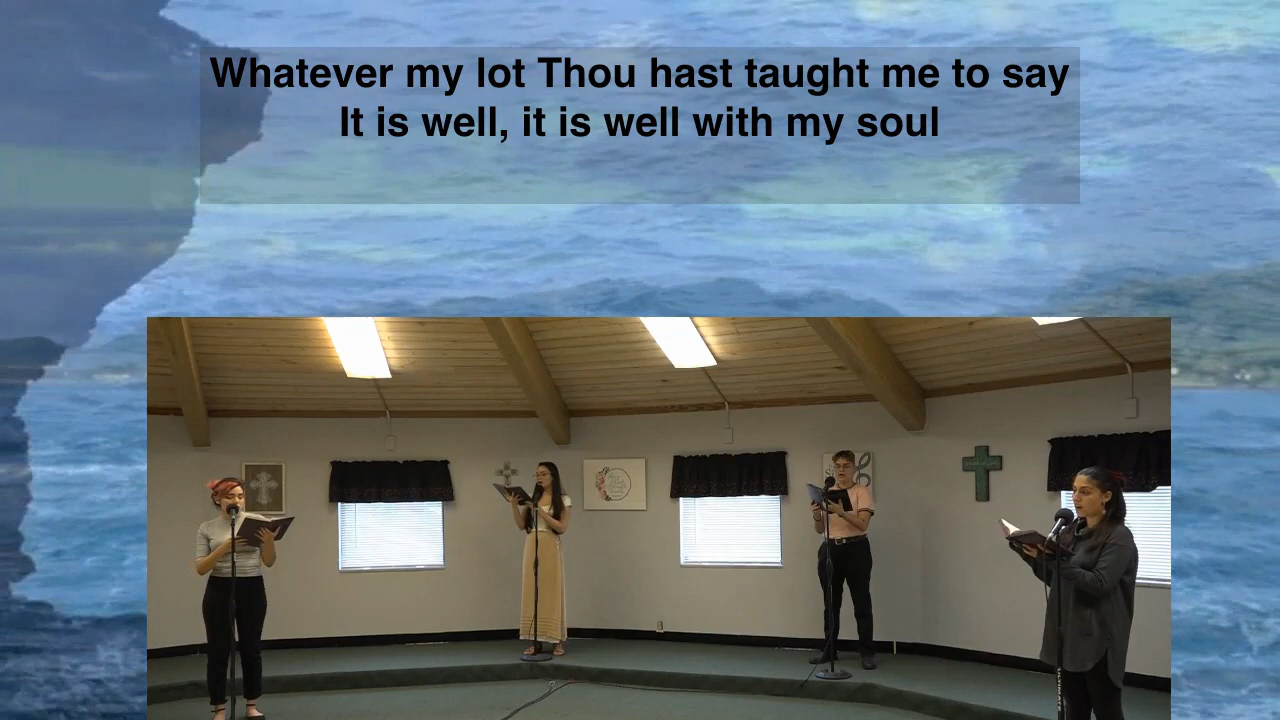 Whatever my lot Thou hast taught me to say
It is well, it is well with my soul